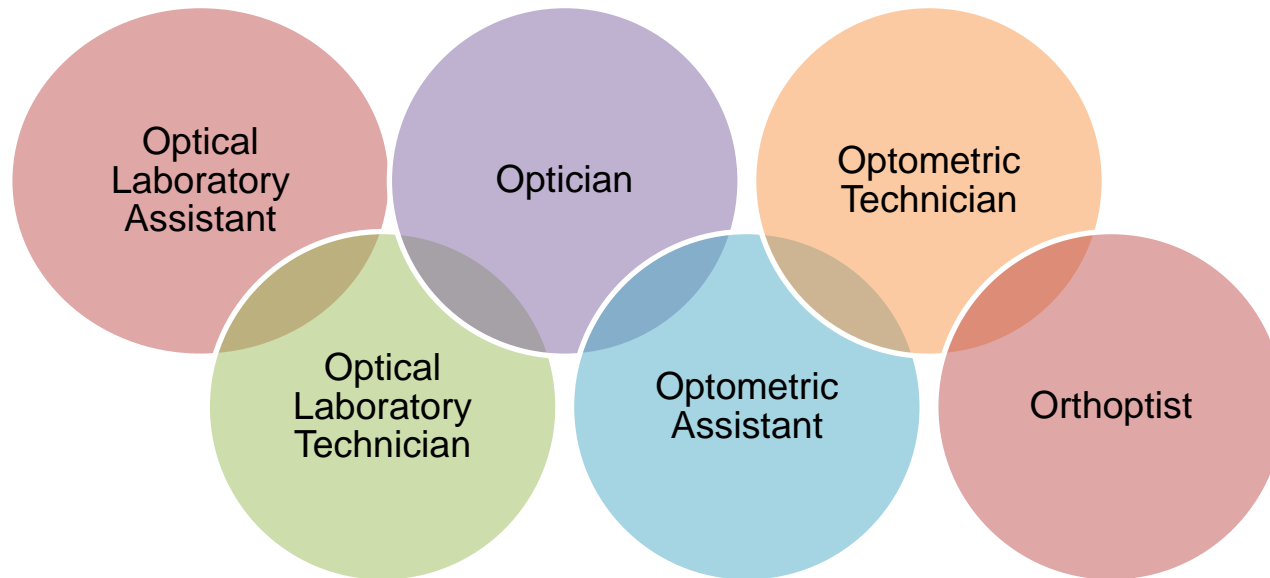 Optical
Laboratory
Assistant
Optician
Optometric
Technician
Optical
Laboratory
Technician
Optometric
Assistant
Orthoptist